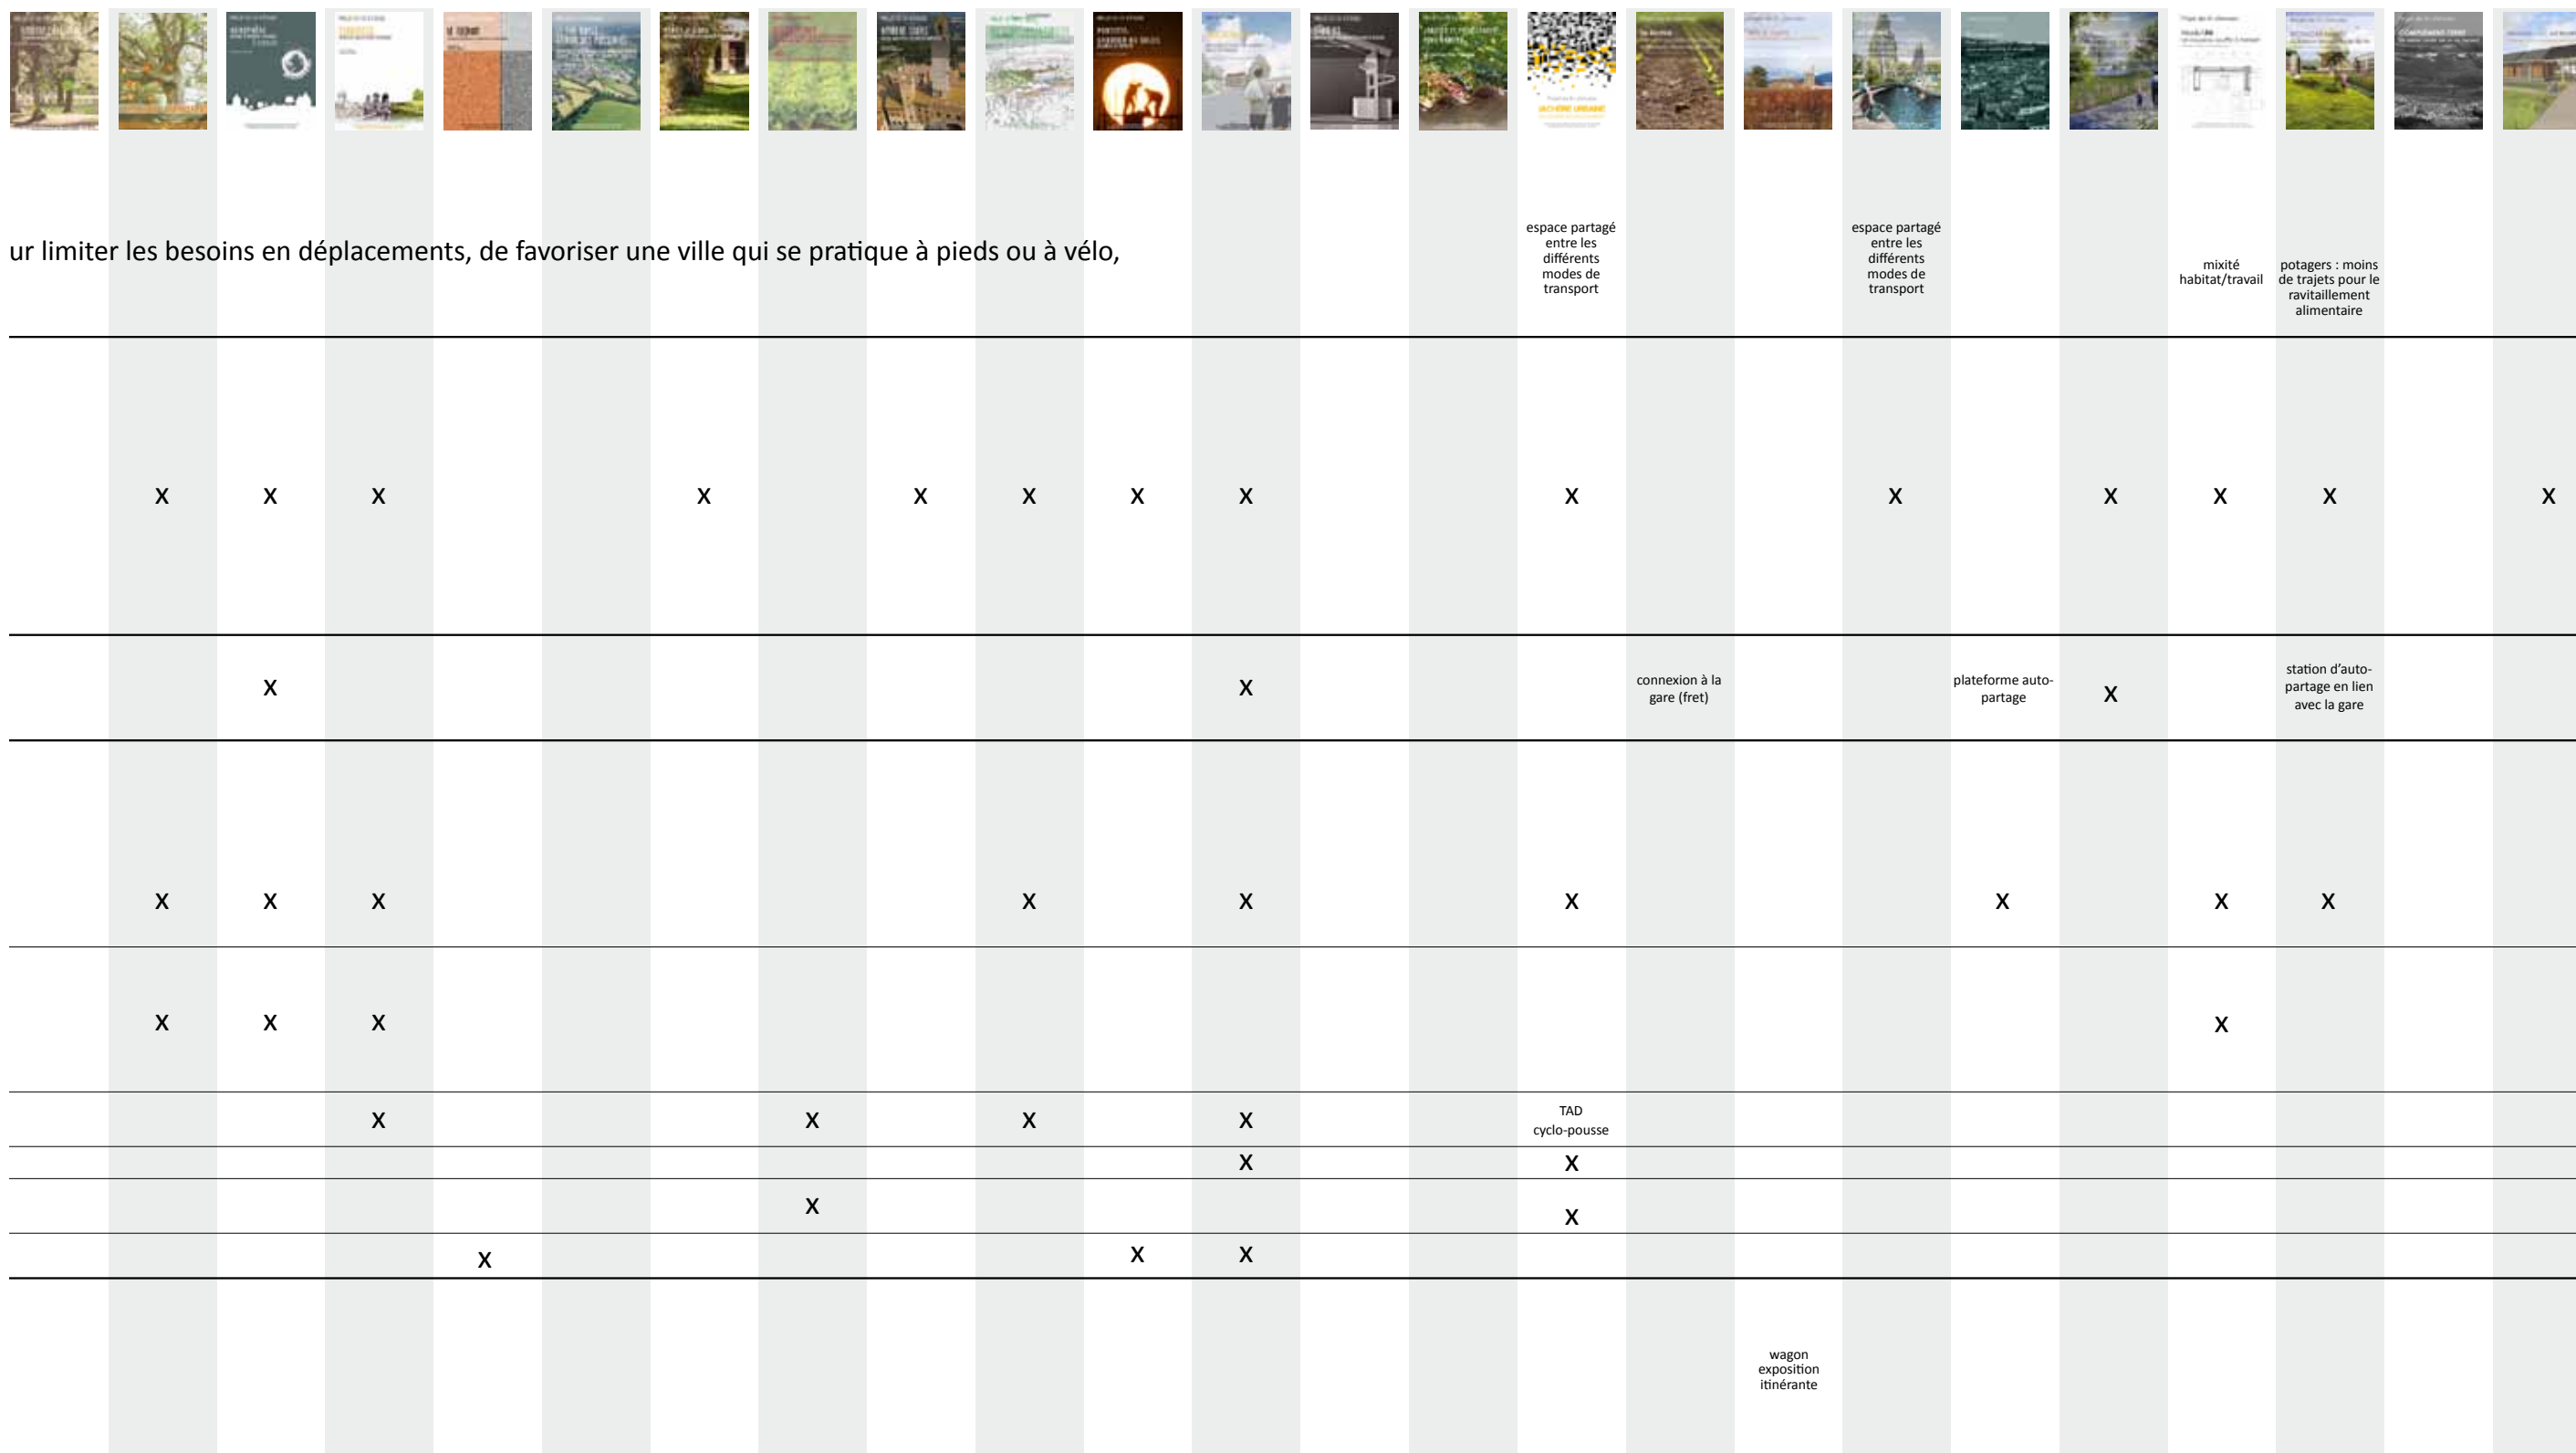 JACHÈRE URBAINE
ur limiter les besoins en déplacements, de favoriser une ville qui se pratique à pieds ou à vélo,
espace partagé
entre les
différents
modes de
transport
espace partagé
entre les
différents
modes de
transport
mixité
habitat/travail
potagers : moins
de trajets pour le
ravitaillement
alimentaire
X X X X X X X X X X X X X X
X X
connexion à la
gare (fret)
plateforme auto-
partage
X
station d'auto-
partage en lien
avec la gare
X X X X X X X X X
X X X X
X X X X
TAD
cyclo-pousse
X X
X X
X X X
wagon
exposition
itinérante